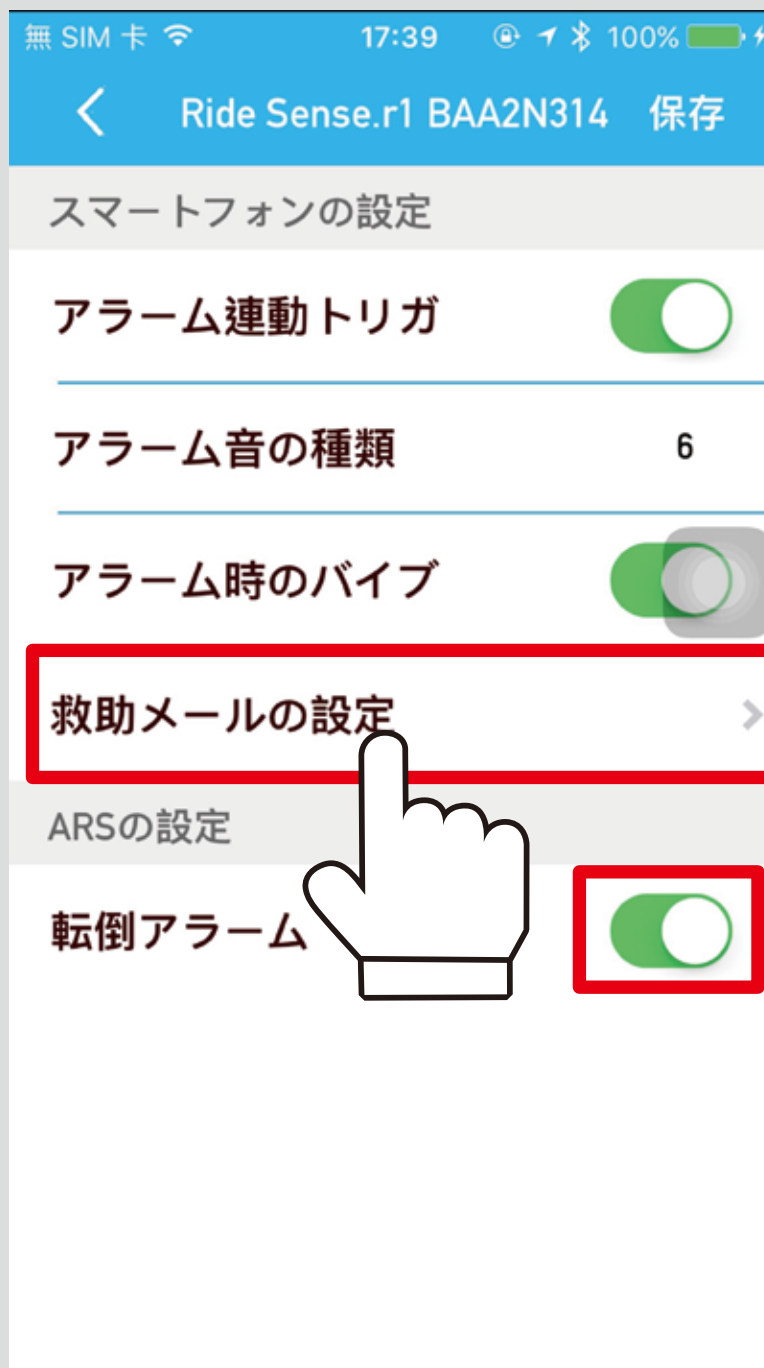 無 SIM 卡 17:39 100%
Ride Sense.r1 BAA2N314 保存
スマートフォンの設定
アラーム連動トリガ
アラーム音の種類 6
アラーム時のバイブ
救助メールの設定
ARSの設定
転倒アラーム